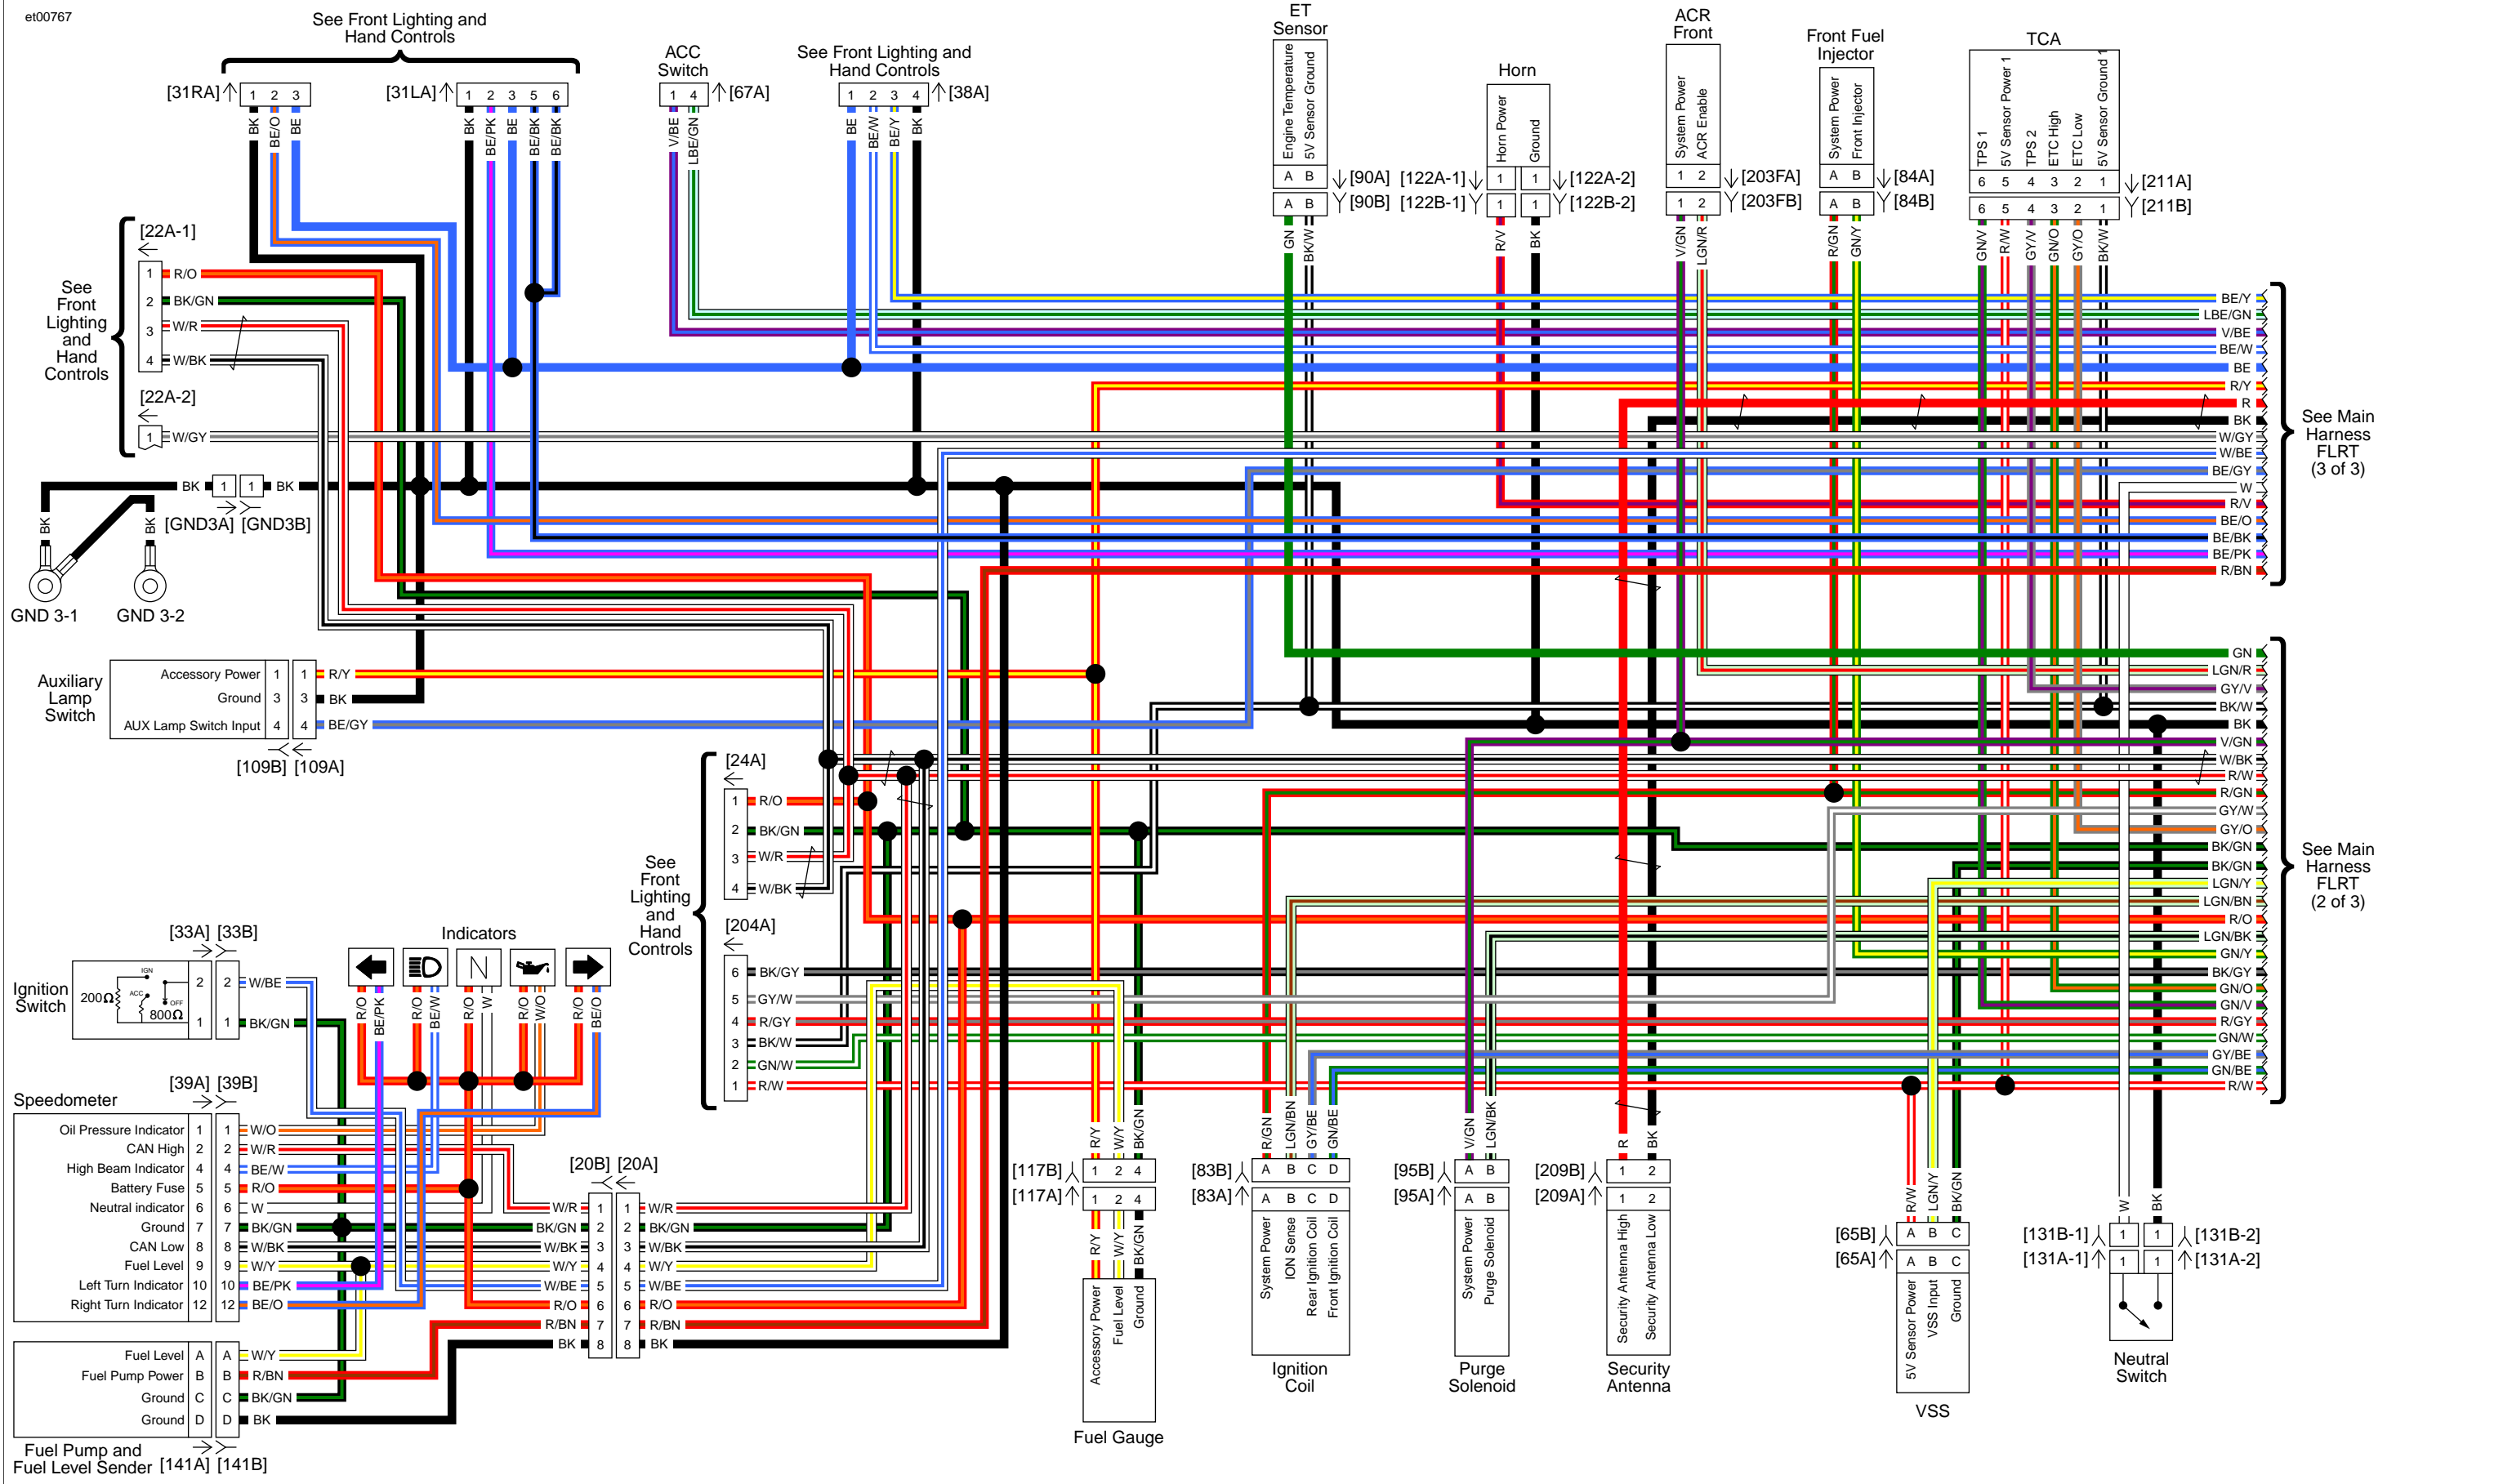 et00767
See Front Lighting and
Hand Controls
[31RA]
1 2 3
BK
BE/O
BE
[31LA]
1 2 3 5 6
BK
BE/PK
BE
BE/BK
BE/BK
ACC
Switch
1 4
[67A]
V/BE
LBE/GN
See Front Lighting and
Hand Controls
1 2 3 4
[38A]
BE
BE/W
BE/Y
BK
ET
Sensor
Engine Temperature
5V Sensor Ground
A B
[90A]
A B
[90B]
GN
BK/W
Horn
Horn Power
Ground
[122A-1]
1 1
[122A-2]
[122B-1]
1 1
[122B-2]
R/V
BK
ACR
Front
System Power
ACR Enable
1 2
[203FA]
1 2
[203FB]
V/GN
LGN/R
Front Fuel
Injector
System Power
Front Injector
A B
[84A]
A B
[84B]
R/GN
GN/Y
TCA
TPS 1
5V Sensor Power 1
TPS 2
ETC High
ETC Low
5V Sensor Ground 1
6 5 4 3 2 1
[211A]
6 5 4 3 2 1
[211B]
GN/V
R/W
GY/V
GN/O
GY/O
BK/W
See
Front
Lighting
and
Hand
Controls
[22A-1]
1 R/O
2 BK/GN
3 W/R
4 W/BK
[22A-2]
1 W/GY
BK 1 1 BK
[GND3A] [GND3B]
BK
BK
GND 3-1
GND 3-2
BE/Y
LBE/GN
V/BE
BE/W
BE
R/Y
R
BK
W/GY
W/BE
BE/GY
W
R/V
BE/O
BE/BK
BE/PK
R/BN
See Main
Harness
FLRT
(3 of 3)
Auxiliary
Lamp
Switch
Accessory Power 1 1 R/Y
Ground 3 3 BK
AUX Lamp Switch Input 4 4 BE/GY
[109B] [109A]
GN
LGN/R
GY/V
BK/W
BK
V/GN
W/BK
R/W
R/GN
GY/W
GY/O
BK/GN
BK/GN
LGN/Y
LGN/BN
R/O
LGN/BK
GN/Y
BK/GY
GN/O
GN/V
R/GY
GN/W
GY/BE
GN/BE
R/W
See Main
Harness
FLRT
(2 of 3)
See
Front
Lighting
and
Hand
Controls
[24A]
1 R/O
2 BK/GN
3 W/R
4 W/BK
[204A]
6 BK/GY
5 GY/W
4 R/GY
3 BK/W
2 GN/W
1 R/W
[33A] [33B]
Ignition
Switch
IGN
ACC
OFF
200Ω
800Ω
2 2 W/BE
1 1 BK/GN
Indicators
N
R/O
BE/PK
R/O
BE/W
R/O
W
R/O
W/O
R/O
BE/O
[39A] [39B]
Speedometer
Oil Pressure Indicator 1 1 W/O
CAN High 2 2 W/R
High Beam Indicator 4 4 BE/W
Battery Fuse 5 5 R/O
Neutral indicator 6 6 W
Ground 7 7 BK/GN
CAN Low 8 8 W/BK
Fuel Level 9 9 W/Y
Left Turn Indicator 10 10 BE/PK
Right Turn Indicator 12 12 BE/O
Fuel Level A A W/Y
Fuel Pump Power B B R/BN
Ground C C BK/GN
Ground D D BK
Fuel Pump and
Fuel Level Sender
[141A] [141B]
[20B] [20A]
W/R 1 1 W/R
BK/GN 2 2 BK/GN
W/BK 3 3 W/BK
W/Y 4 4 W/Y
W/BE 5 5 W/BE
R/O 6 6 R/O
R/BN 7 7 R/BN
BK 8 8 BK
R/Y
W/Y
BK/GN
[117B]
1 2 4
[117A]
1 2 4
R/Y
W/Y
BK/GN
Accessory Power
Fuel Level
Ground
Fuel Gauge
R/GN
LGN/BN
GY/BE
GN/BE
[83B]
A B C D
[83A]
A B C D
System Power
ION Sense
Rear Ignition Coil
Front Ignition Coil
Ignition
Coil
V/GN
LGN/BK
[95B]
A B
[95A]
A B
System Power
Purge Solenoid
Purge
Solenoid
R
BK
[209B]
1 2
[209A]
1 2
Security Antenna High
Security Antenna Low
Security
Antenna
R/W
LGN/Y
BK/GN
[65B]
A B C
[65A]
A B C
5V Sensor Power
VSS Input
Ground
VSS
W
BK
[131B-1]
1 1
[131B-2]
[131A-1]
1 1
[131A-2]
Neutral
Switch